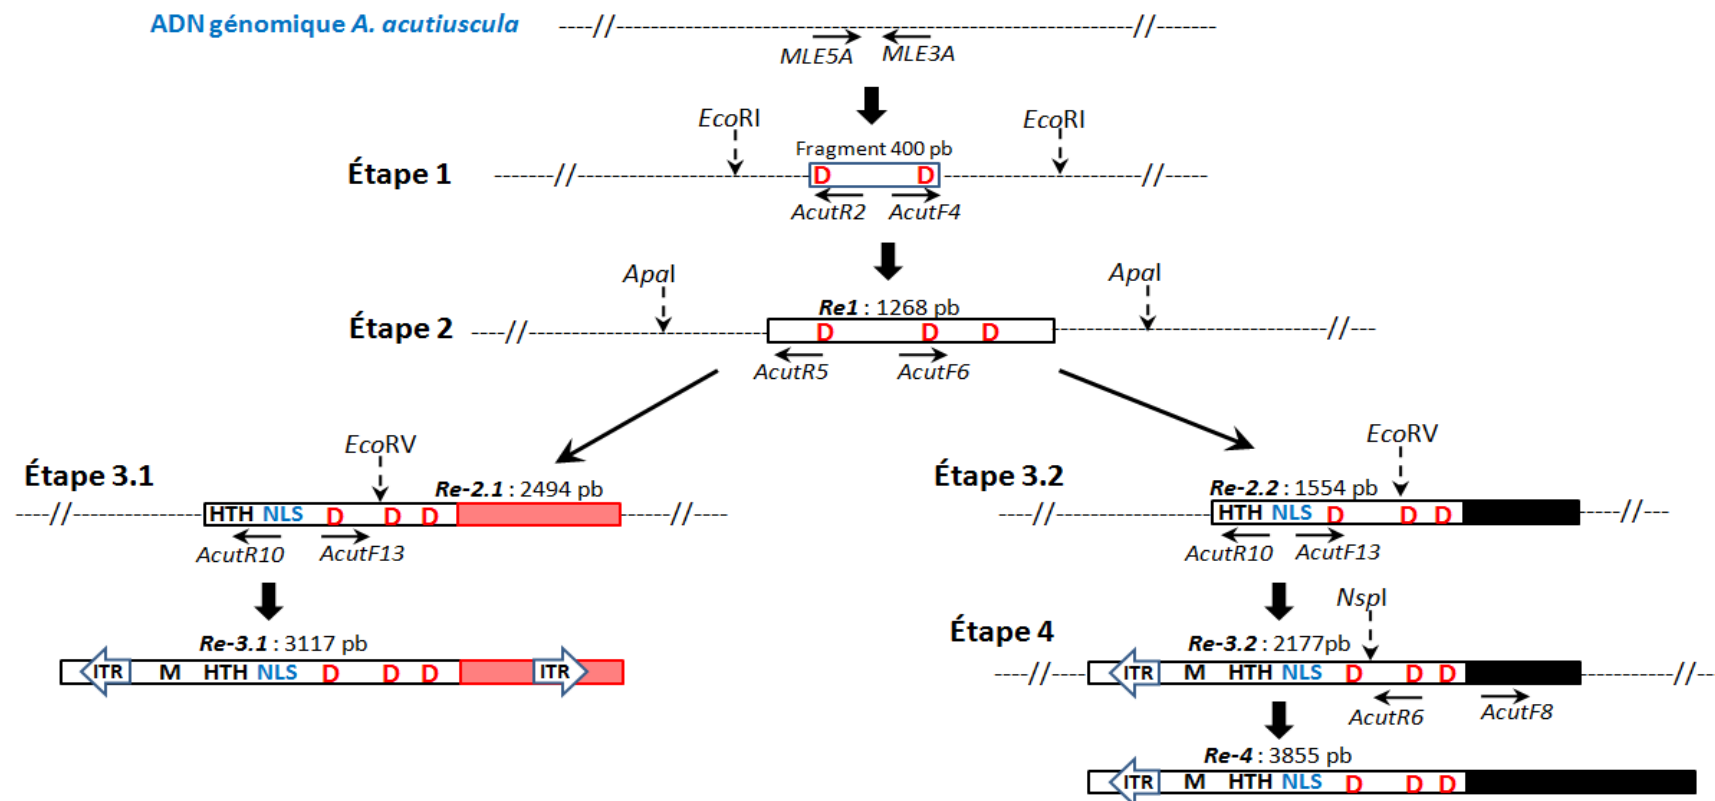 ADN génomique A. acutiuscula
MLE5A MLE3A
EcoRI EcoRI
Fragment 400 pb
Étape 1
D D
AcutR2 AcutF4
ApaI ApaI
Re1 : 1268 pb
Étape 2
D D D
AcutR5 AcutF6
EcoRV
Étape 3.1
Re-2.1 : 2494 pb
HTH NLS D D D
AcutR10 AcutF13
Re-3.1 : 3117 pb
ITR M HTH NLS D D D ITR
EcoRV
Étape 3.2
Re-2.2 : 1554 pb
HTH NLS D D D
AcutR10 AcutF13
NspI
Étape 4
Re-3.2 : 2177pb
ITR M HTH NLS D D D
AcutR6 AcutF8
Re-4 : 3855 pb
ITR M HTH NLS D D D